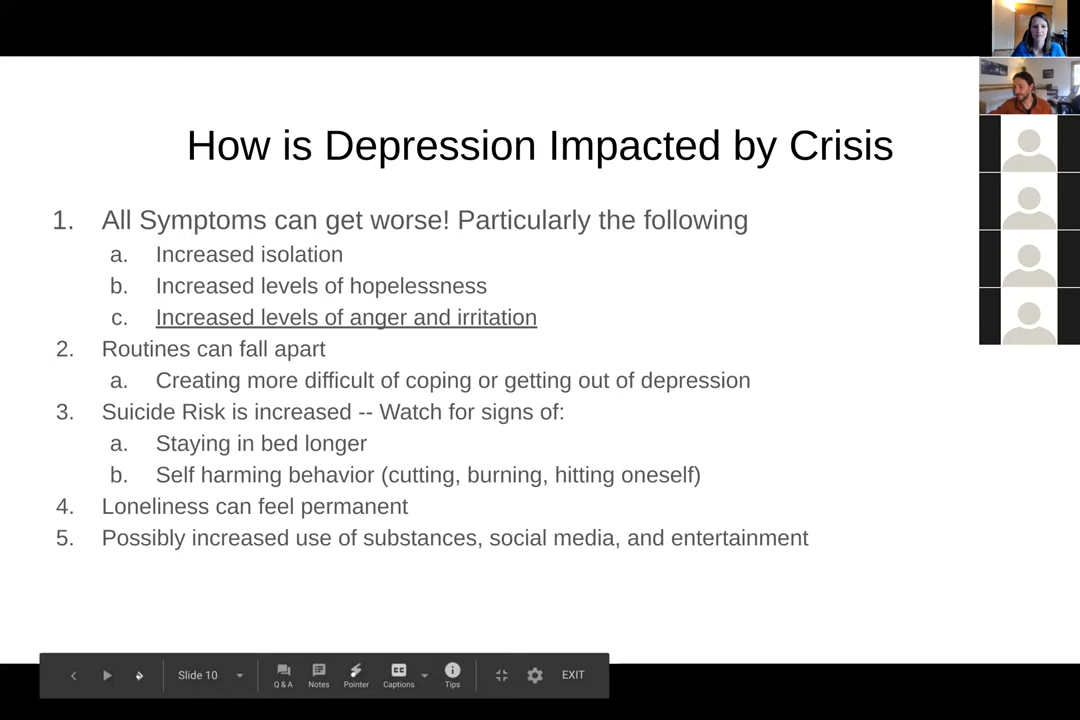 How is Depression Impacted by Crisis
1. All Symptoms can get worse! Particularly the following
a. Increased isolation
b. Increased levels of hopelessness
c. Increased levels of anger and irritation
2. Routines can fall apart
a. Creating more difficult of coping or getting out of depression
3. Suicide Risk is increased -- Watch for signs of:
a. Staying in bed longer
b. Self harming behavior (cutting, burning, hitting oneself)
4. Loneliness can feel permanent
5. Possibly increased use of substances, social media, and entertainment
Slide 10
Q & A
Notes
Pointer
CC
Captions
Tips
EXIT